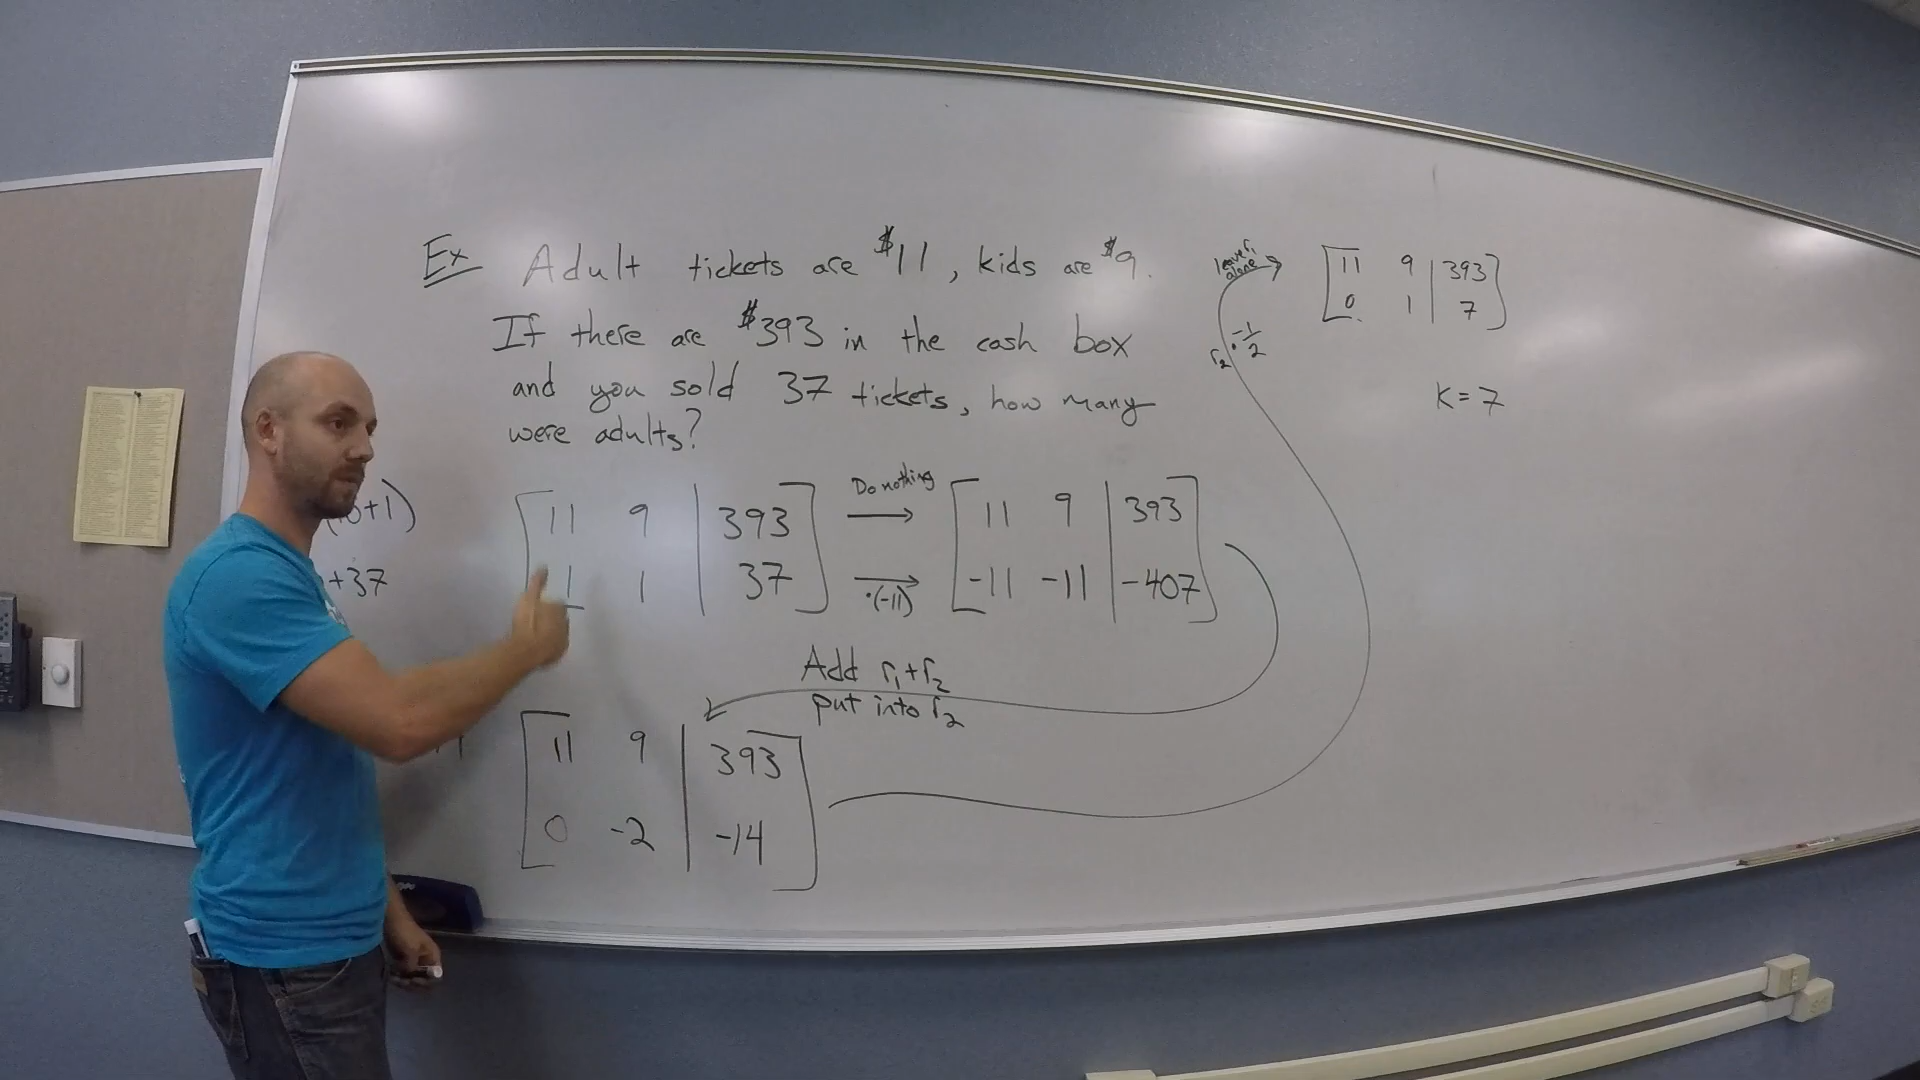 Ex Adult tickets are $11, kids are $9.
If there are $393 in the cash box
and you sold 37 tickets, how many
were adults?
11 9 | 393
1 1 | 37
Do nothing
·(-11)
11 9 | 393
-11 -11 | -407
Add r₁+r₂
put into r₂
11 9 | 393
0 -2 | -14
leave r₁
alone
r₂·-1/2
11 9 | 393
0 1 | 7
K=7
+1)
+37